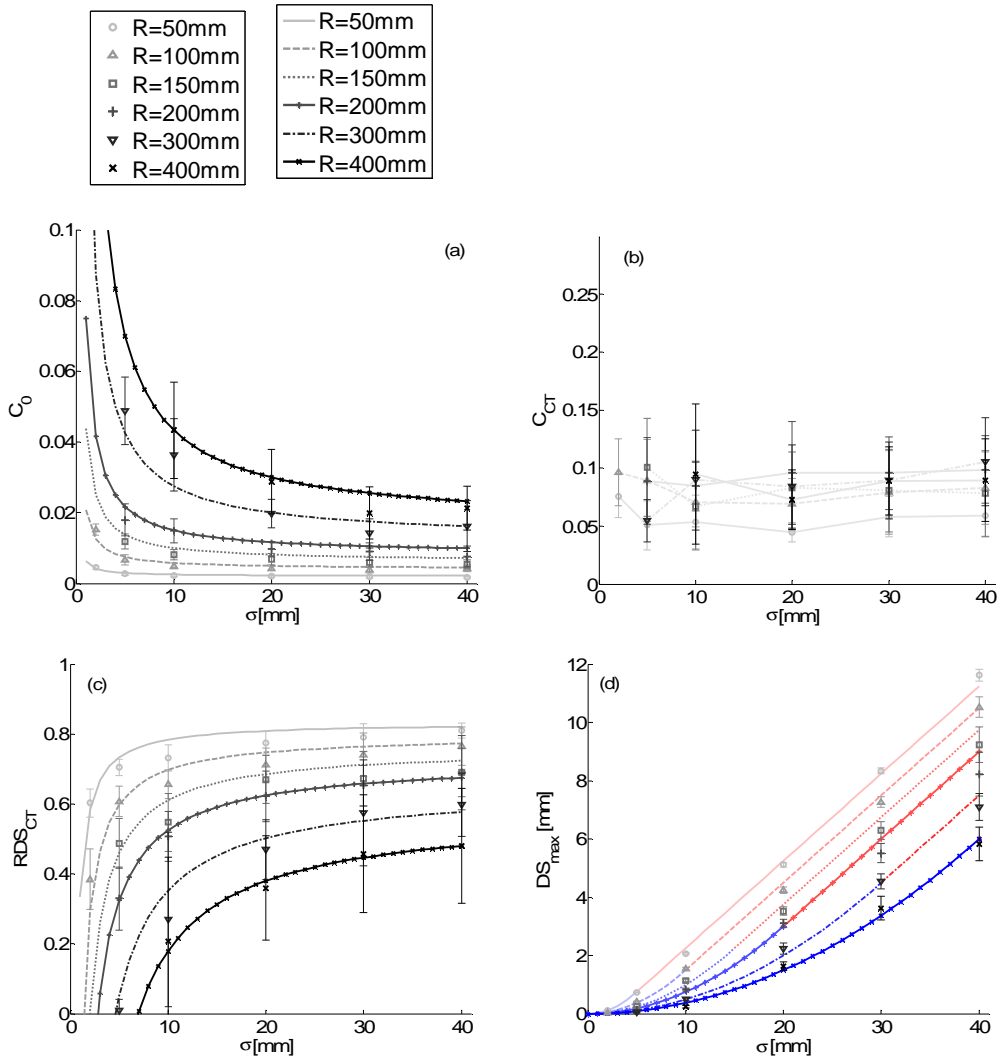 R=50mm
R=100mm
R=150mm
R=200mm
R=300mm
R=400mm
R=50mm
R=100mm
R=150mm
R=200mm
R=300mm
R=400mm
(a)
0.1
0.08
0.06
0.04
0.02
0
C0
0 10 20 30 40
σ[mm]
(b)
0.25
0.2
0.15
0.1
0.05
0
CCT
0 10 20 30 40
σ[mm]
(c)
1
0.8
0.6
0.4
0.2
0
RDSCT
0 10 20 30 40
σ[mm]
(d)
12
10
8
6
4
2
0
DSmax [mm]
0 10 20 30 40
σ[mm]